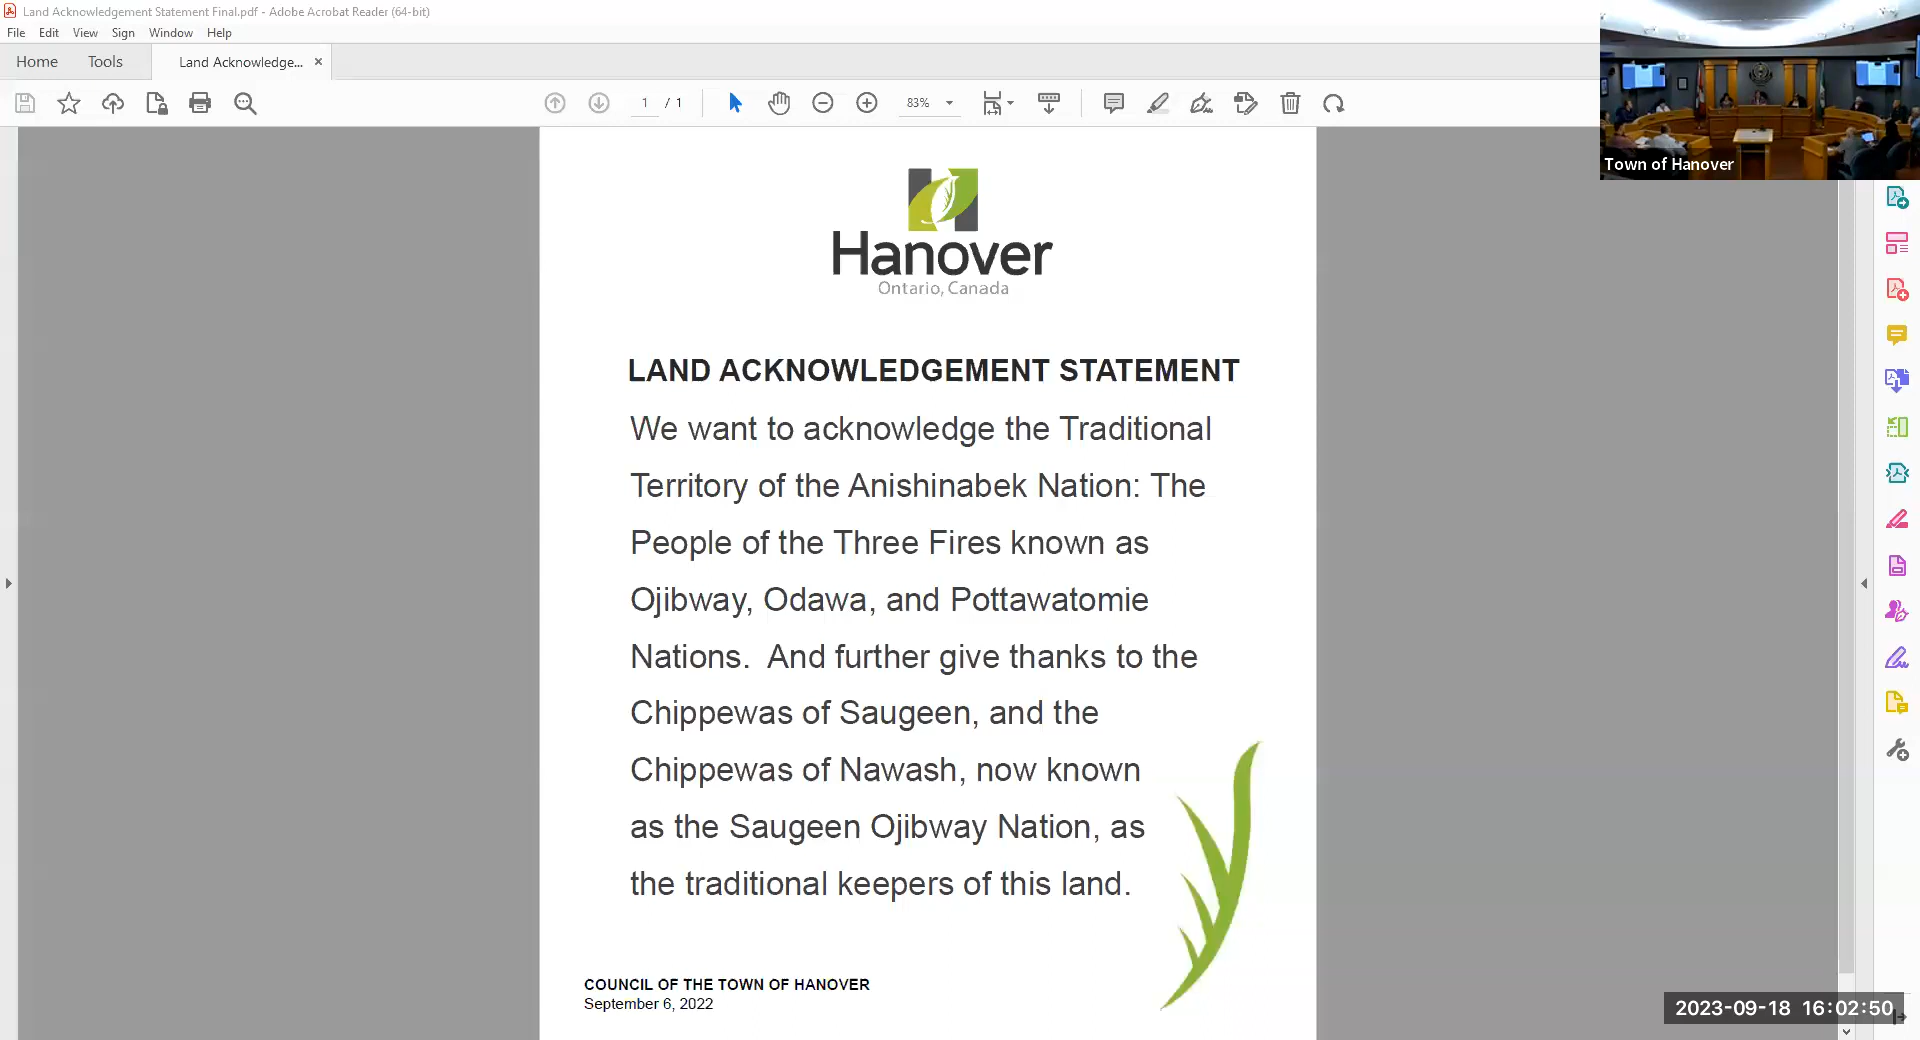 Land Acknowledgement Statement Final.pdf - Adobe Acrobat Reader (64-bit)
File Edit View Sign Window Help
Home Tools Land Acknowledge... ×
1 / 1 83%
Town of Hanover
Hanover
Ontario, Canada
LAND ACKNOWLEDGEMENT STATEMENT
We want to acknowledge the Traditional
Territory of the Anishinabek Nation: The
People of the Three Fires known as
Ojibway, Odawa, and Pottawatomie
Nations.  And further give thanks to the
Chippewas of Saugeen, and the
Chippewas of Nawash, now known
as the Saugeen Ojibway Nation, as
the traditional keepers of this land.
COUNCIL OF THE TOWN OF HANOVER
September 6, 2022
2023-09-18 16:02:50